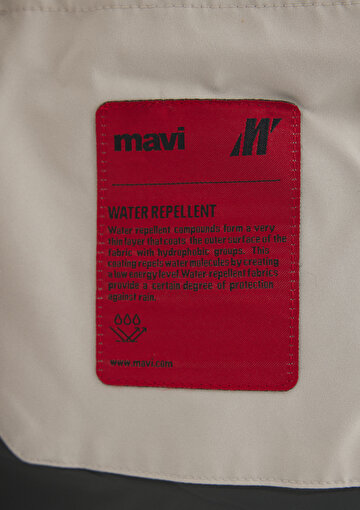 mavi M
WATER REPELLENT
Water repellent compounds form a very
thin layer that coats the outer surface of the
fabric with hydrophobic groups. This
coating repels water molecules by creating
a low energy level. Water repellent fabrics
provide a certain degree of protection
against rain.
www.mavi.com